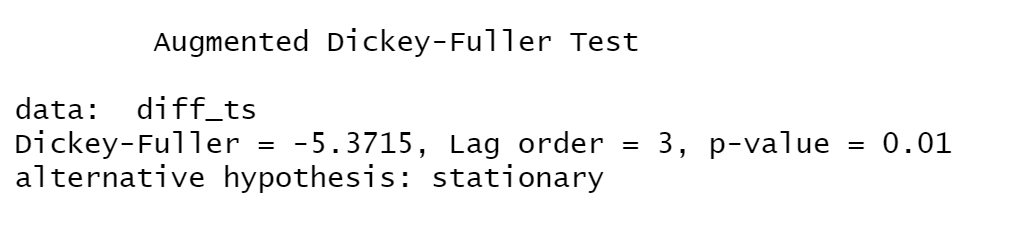 Augmented Dickey-Fuller Test
data:  diff_ts
Dickey-Fuller = -5.3715, Lag order = 3, p-value = 0.01
alternative hypothesis: stationary